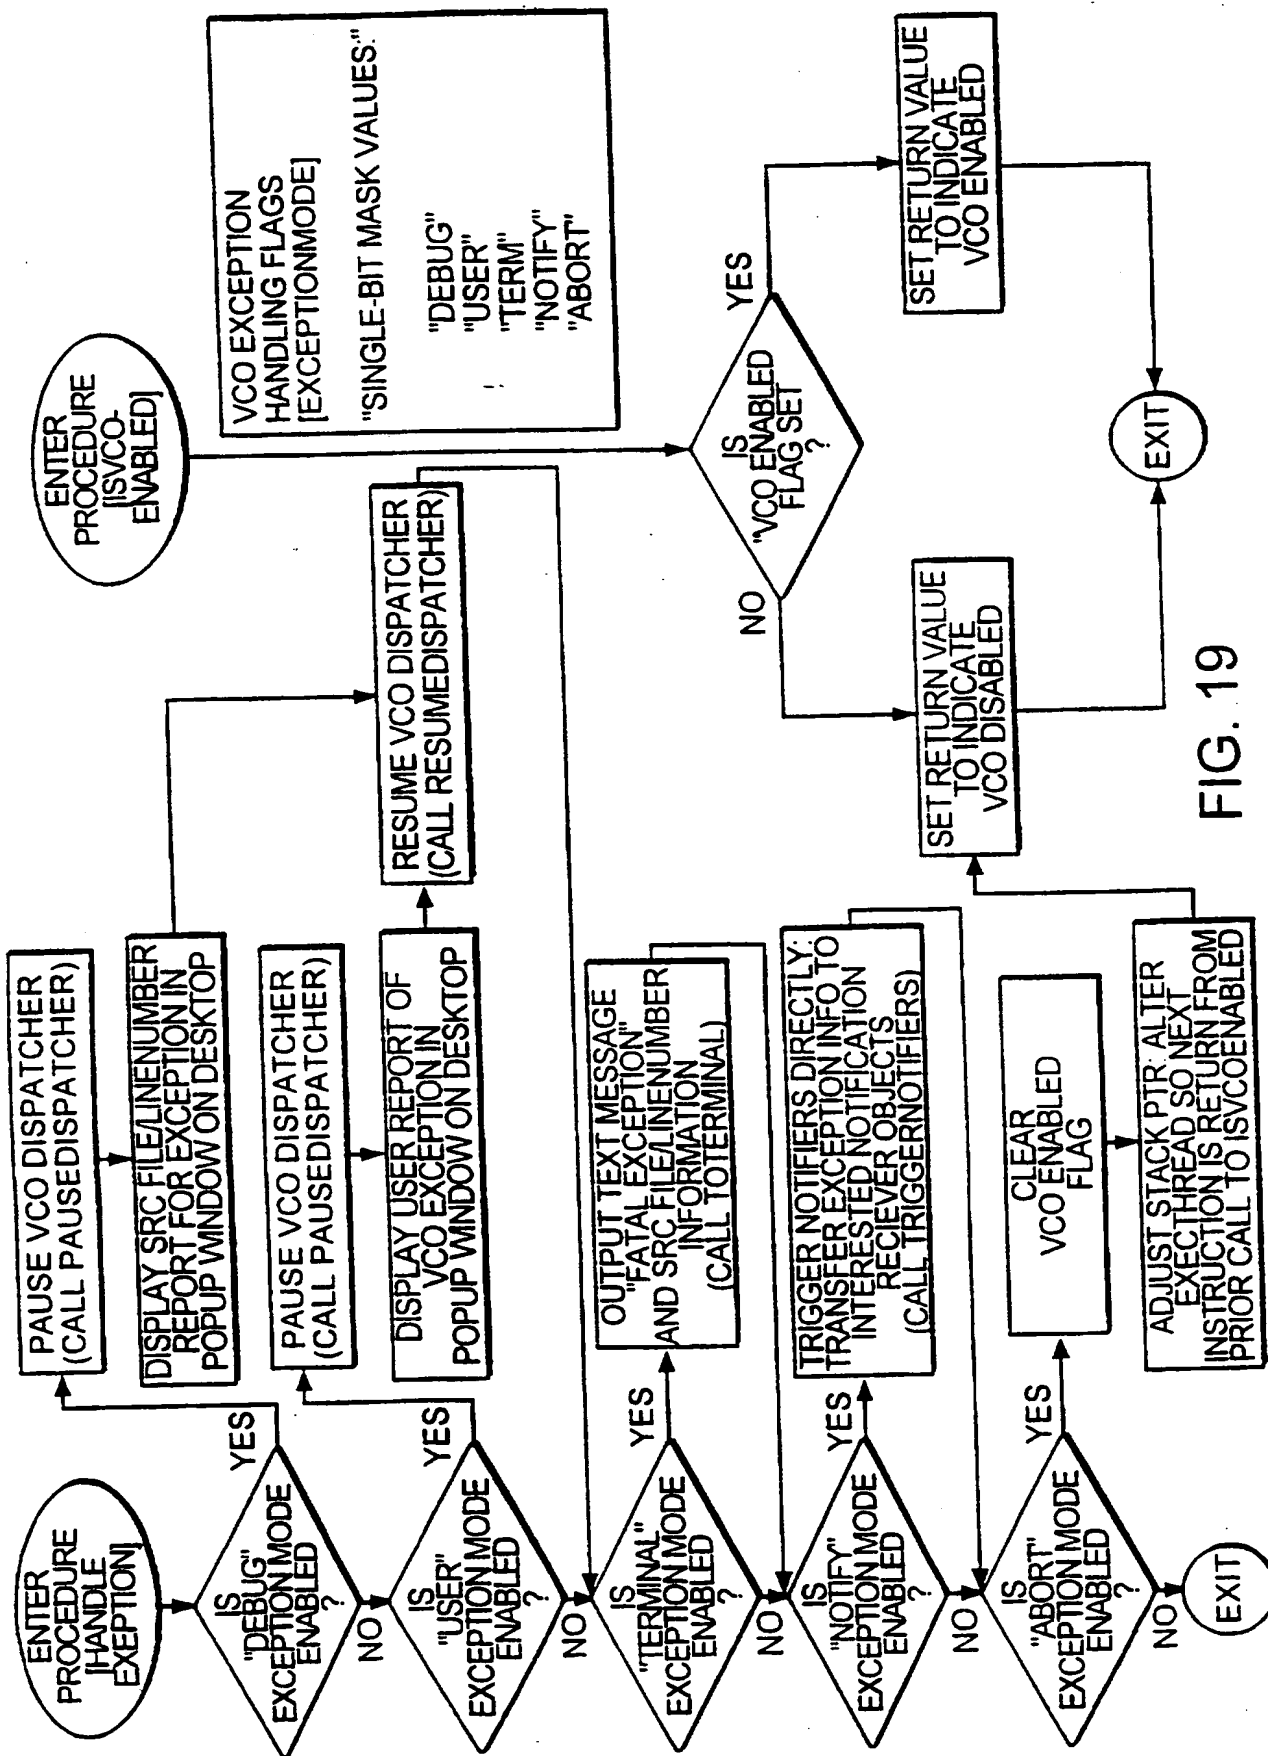 ENTER
PROCEDURE
[HANDLE
EXEPTION]
IS
"DEBUG"
EXCEPTION MODE
ENABLED
?
YES
NO
PAUSE VCO DISPATCHER
(CALL PAUSEDISPATCHER)
DISPLAY SRC FILE/LINENUMBER
REPORT FOR EXCEPTION IN
POPUP WINDOW ON DESKTOP
IS
"USER"
EXCEPTION MODE
ENABLED
?
YES
NO
PAUSE VCO DISPATCHER
(CALL PAUSEDISPATCHER)
DISPLAY USER REPORT OF
VCO EXCEPTION IN
POPUP WINDOW ON DESKTOP
RESUME VCO DISPATCHER
(CALL RESUMEDISPATCHER)
IS
"TERMINAL"
EXCEPTION MODE
ENABLED
?
YES
NO
OUTPUT TEXT MESSAGE
"FATAL EXCEPTION"
AND SRC FILE/LINENUMBER
INFORMATION
(CALL TOTERMINAL)
IS
"NOTIFY"
EXCEPTION MODE
ENABLED
?
YES
NO
TRIGGER NOTIFIERS DIRECTLY:
TRANSFER EXCEPTION INFO TO
INTERESTED NOTIFICATION
RECIEVER OBJECTS
(CALL TRIGGERNOTIFIERS)
IS
"ABORT"
EXCEPTION MODE
ENABLED
?
YES
NO
CLEAR
VCO ENABLED
FLAG
ADJUST STACK PTR: ALTER
EXECTHREAD SO NEXT
INSTRUCTION IS RETURN FROM
PRIOR CALL TO ISVCOENABLED
EXIT
ENTER
PROCEDURE
[ISVCO-
ENABLED]
VCO EXCEPTION
HANDLING FLAGS
[EXCEPTIONMODE]
"SINGLE-BIT MASK VALUES:"
"DEBUG"
"USER"
"TERM"
"NOTIFY"
"ABORT"
IS
"VCO ENABLED
FLAG SET
?
NO
YES
SET RETURN VALUE
TO INDICATE
VCO DISABLED
SET RETURN VALUE
TO INDICATE
VCO ENABLED
EXIT
FIG. 19